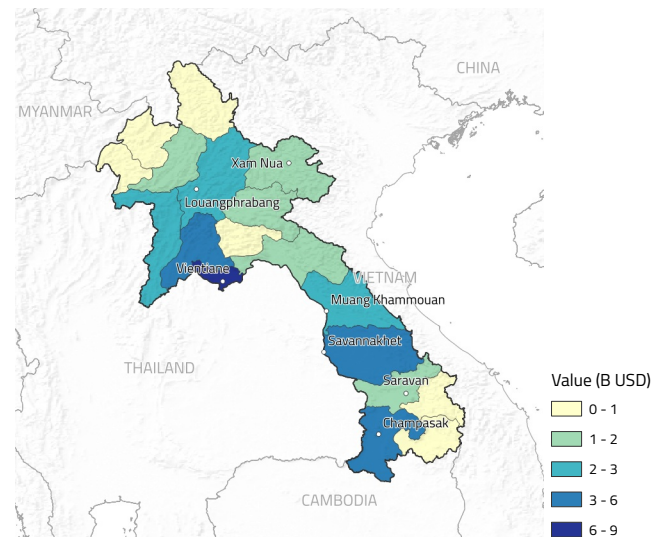 CHINA
MYANMAR
Xam Nua
Louangphrabang
Vientiane
VIETNAM
Muang Khammouan
Savannakhet
THAILAND
Saravan
Champasak
CAMBODIA
Value (B USD)
0 - 1
1 - 2
2 - 3
3 - 6
6 - 9